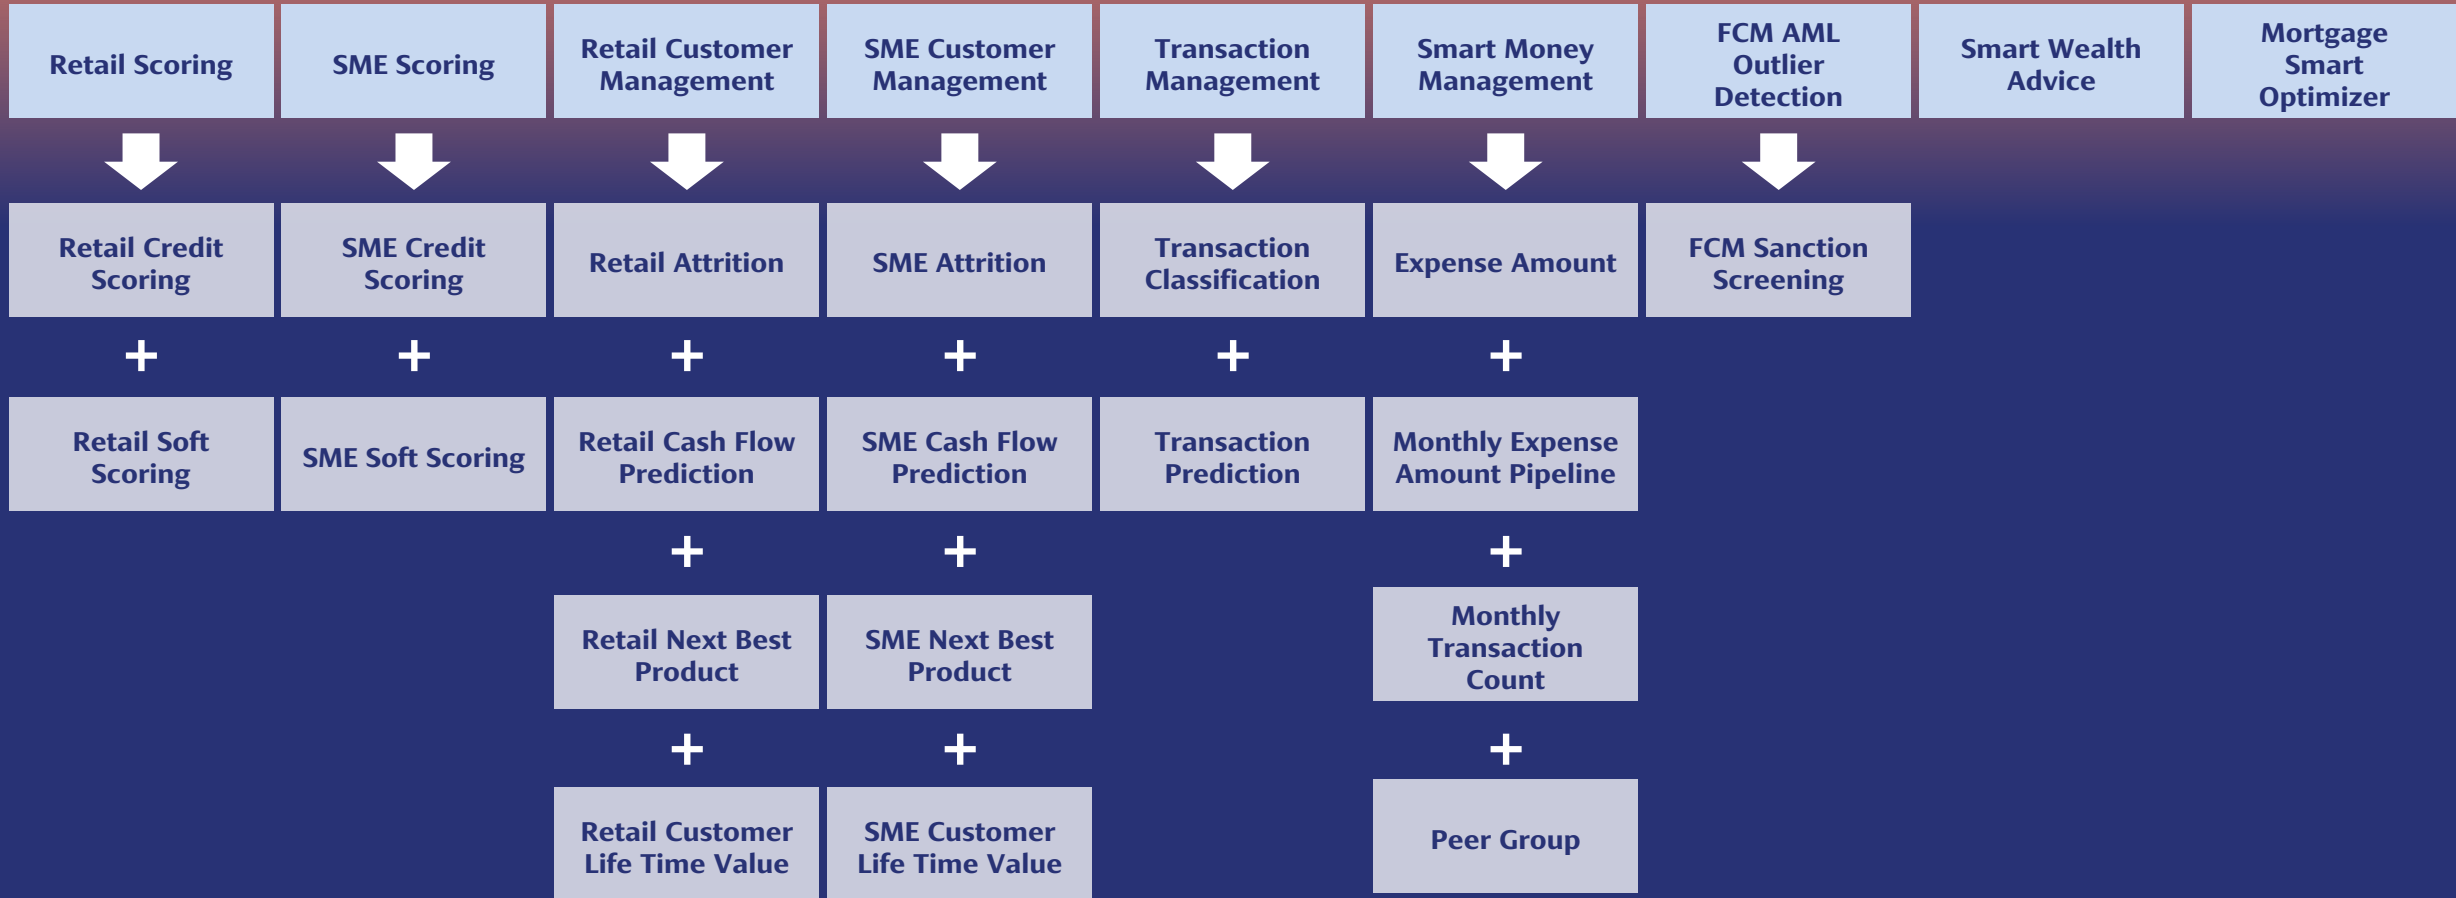 Retail Scoring
SME Scoring
Retail Customer
Management
SME Customer
Management
Transaction
Management
Smart Money
Management
FCM AML
Outlier
Detection
Smart Wealth
Advice
Mortgage
Smart
Optimizer
Retail Credit
Scoring
SME Credit
Scoring
Retail Attrition
SME Attrition
Transaction
Classification
Expense Amount
FCM Sanction
Screening
+
+
+
+
+
+
Retail Soft
Scoring
SME Soft Scoring
Retail Cash Flow
Prediction
SME Cash Flow
Prediction
Transaction
Prediction
Monthly Expense
Amount Pipeline
+
+
+
Retail Next Best
Product
SME Next Best
Product
Monthly
Transaction
Count
+
+
+
Retail Customer
Life Time Value
SME Customer
Life Time Value
Peer Group